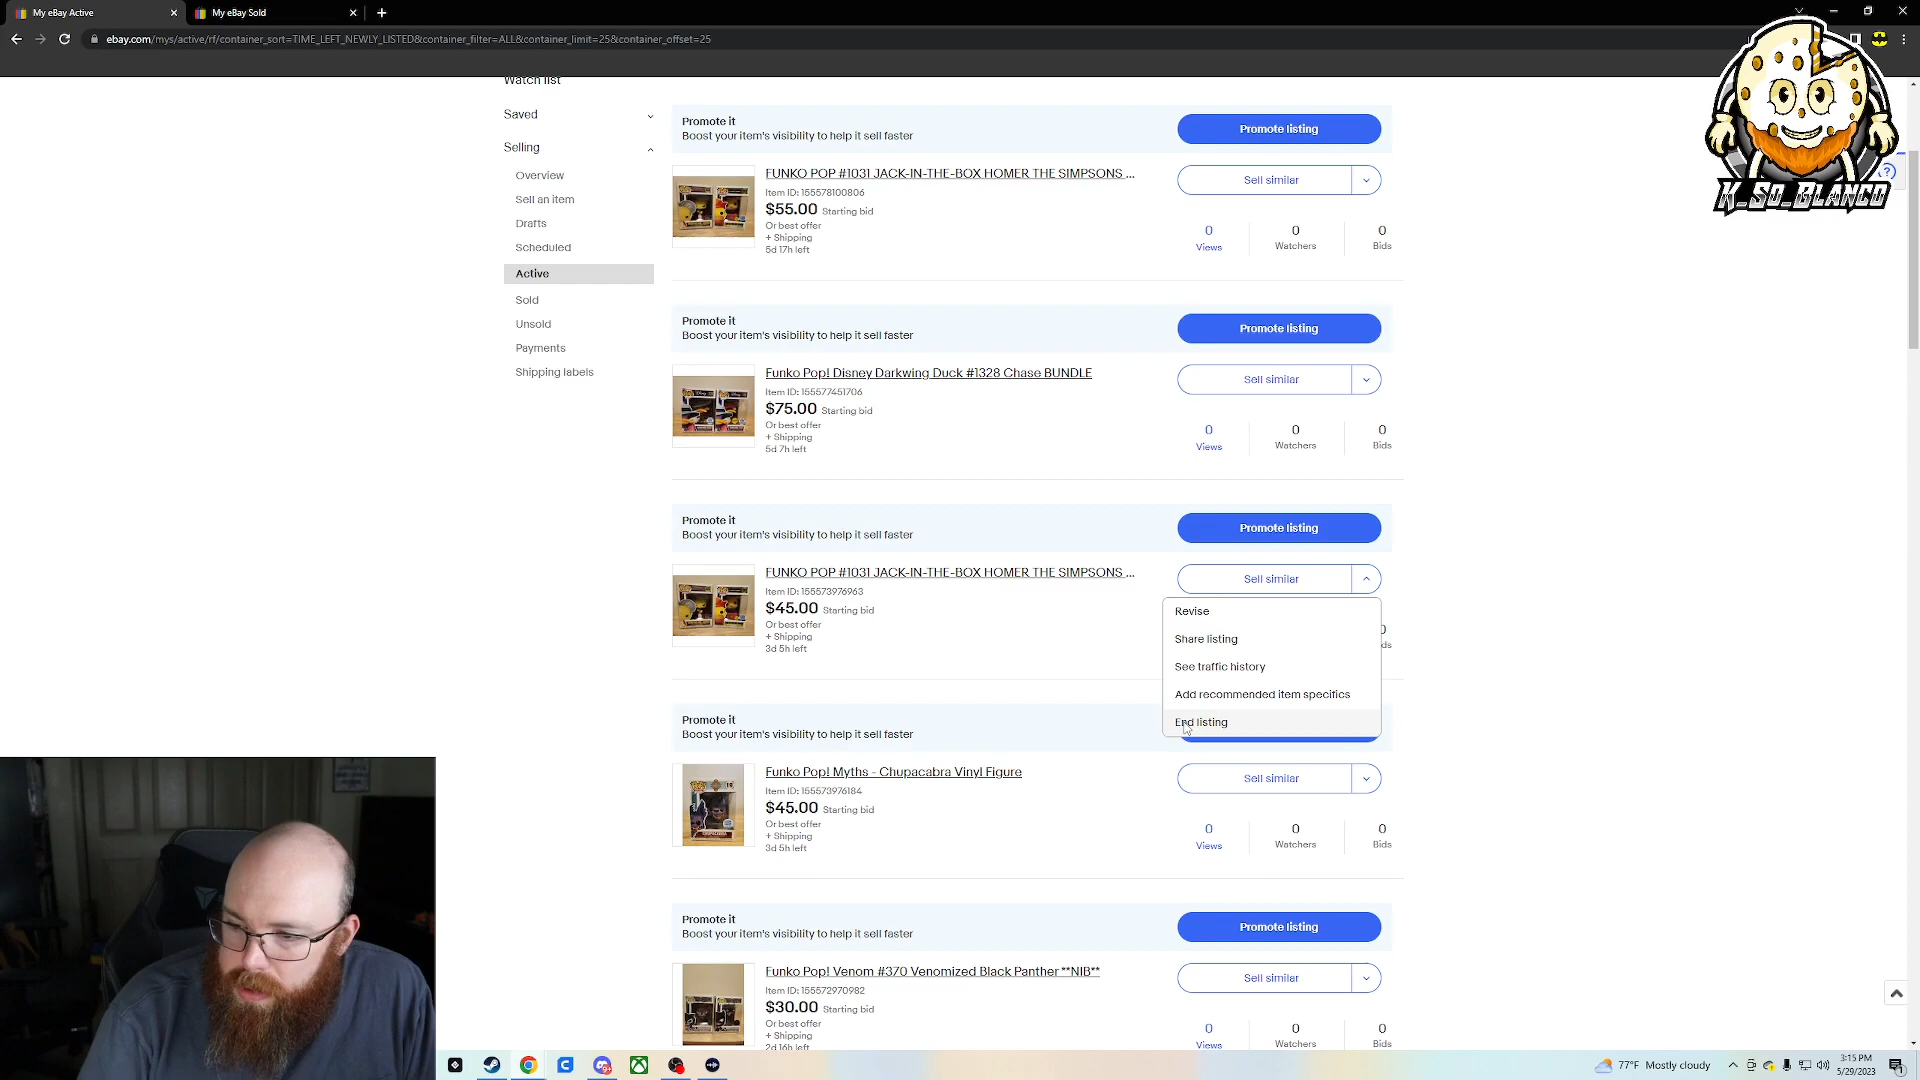 My eBay Active
My eBay Sold
ebay.com/mys/active/rf/container_sort=TIME_LEFT_NEWLY_LISTED&container_filter=ALL&container_limit=25&container_offset=25
K_SO_BLANCO
Watch list
Saved
Selling
Overview
Sell an item
Drafts
Scheduled
Active
Sold
Unsold
Payments
Shipping labels
Promote it
Boost your item's visibility to help it sell faster
Promote listing
FUNKO POP #1031 JACK-IN-THE-BOX HOMER THE SIMPSONS ...
Item ID: 155578100806
$55.00 Starting bid
Or best offer
+ Shipping
5d 17h left
Sell similar
0 0 0
Views Watchers Bids
Promote it
Boost your item's visibility to help it sell faster
Promote listing
Funko Pop! Disney Darkwing Duck #1328 Chase BUNDLE
Item ID: 155577451706
$75.00 Starting bid
Or best offer
+ Shipping
5d 7h left
Sell similar
0 0 0
Views Watchers Bids
Promote it
Boost your item's visibility to help it sell faster
Promote listing
FUNKO POP #1031 JACK-IN-THE-BOX HOMER THE SIMPSONS ...
Item ID: 155573976963
$45.00 Starting bid
Or best offer
+ Shipping
3d 5h left
Sell similar
Revise
Share listing
See traffic history
Add recommended item specifics
End listing
Promote it
Boost your item's visibility to help it sell faster
Funko Pop! Myths - Chupacabra Vinyl Figure
Item ID: 155573976184
$45.00 Starting bid
Or best offer
+ Shipping
3d 5h left
Sell similar
0 0 0
Views Watchers Bids
Promote it
Boost your item's visibility to help it sell faster
Promote listing
Funko Pop! Venom #370 Venomized Black Panther **NIB**
Item ID: 155572970982
$30.00 Starting bid
Or best offer
+ Shipping
2d 16h left
Sell similar
0 0 0
Views Watchers Bids
77°F Mostly cloudy
3:15 PM
5/29/2023